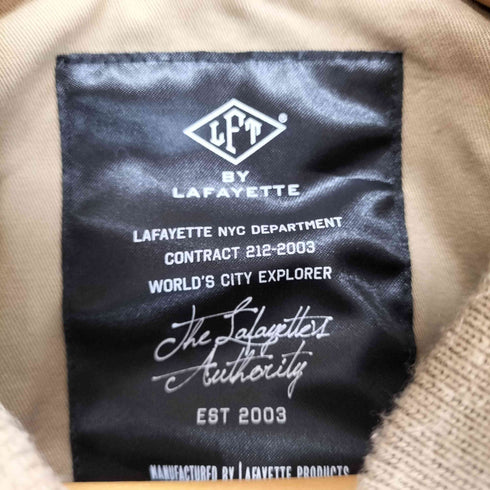 LFT®
BY
LAFAYETTE
LAFAYETTE NYC DEPARTMENT
CONTRACT 212-2003
WORLD'S CITY EXPLORER
The Lafayetters
Authority
EST 2003
MANUFACTURED BY LAFAYETTE PRODUCTS